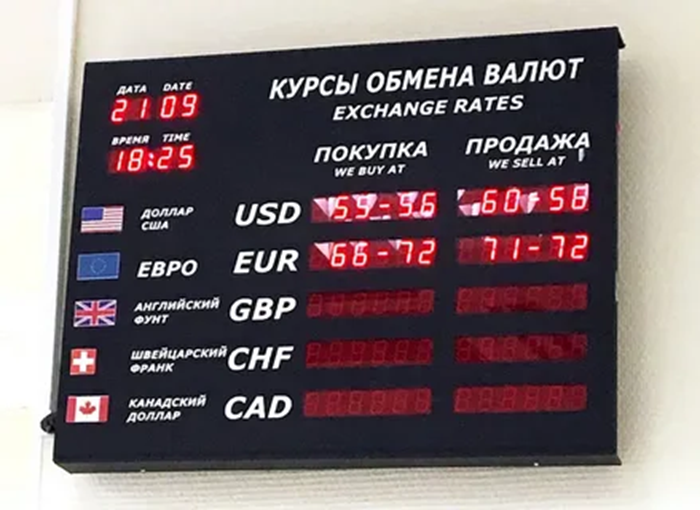 ДАТА DATE
21 09
КУРСЫ ОБМЕНА ВАЛЮТ
EXCHANGE RATES
ВРЕМЯ TIME
18:25
ПОКУПКА ПРОДАЖА
WE BUY AT WE SELL AT
ДОЛЛАР США USD 55-56 60-58
ЕВРО EUR 66-72 71-72
АНГЛИЙСКИЙ ФУНТ GBP
ШВЕЙЦАРСКИЙ ФРАНК CHF
КАНАДСКИЙ ДОЛЛАР CAD